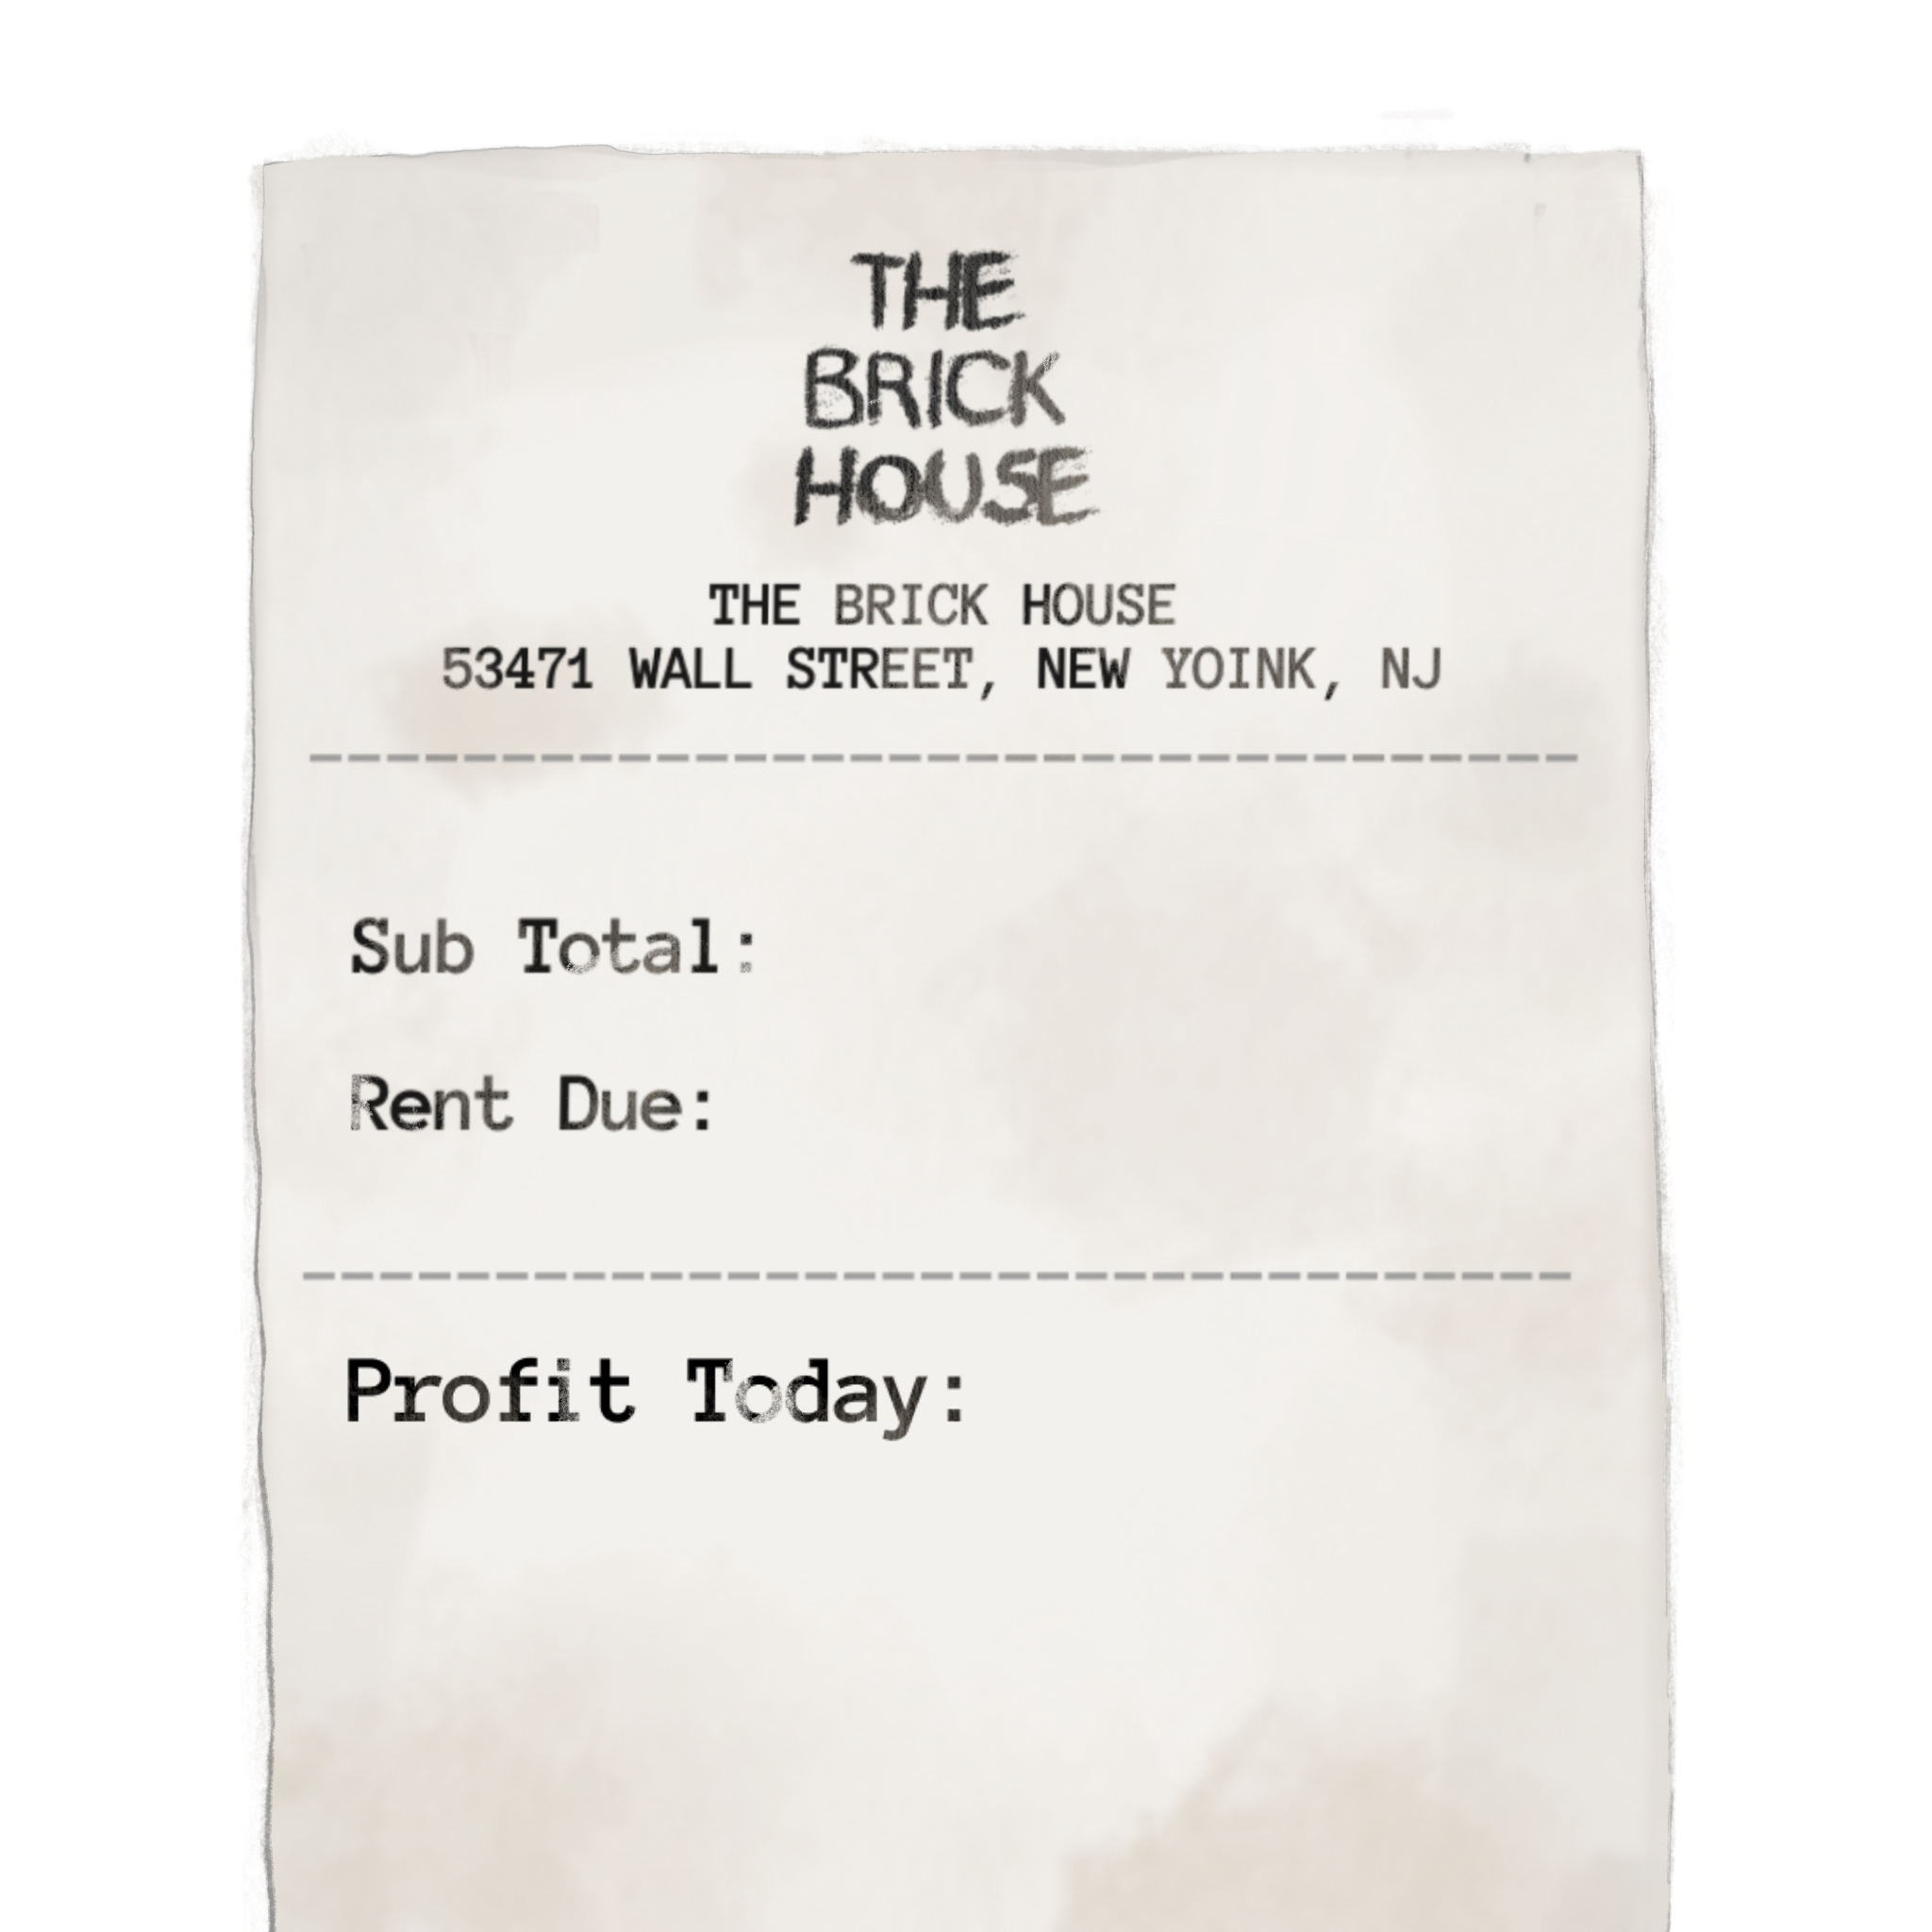 THE
BRICK
HOUSE
THE BRICK HOUSE
53471 WALL STREET, NEW YOINK, NJ
Sub Total:
Rent Due:
Profit Today: